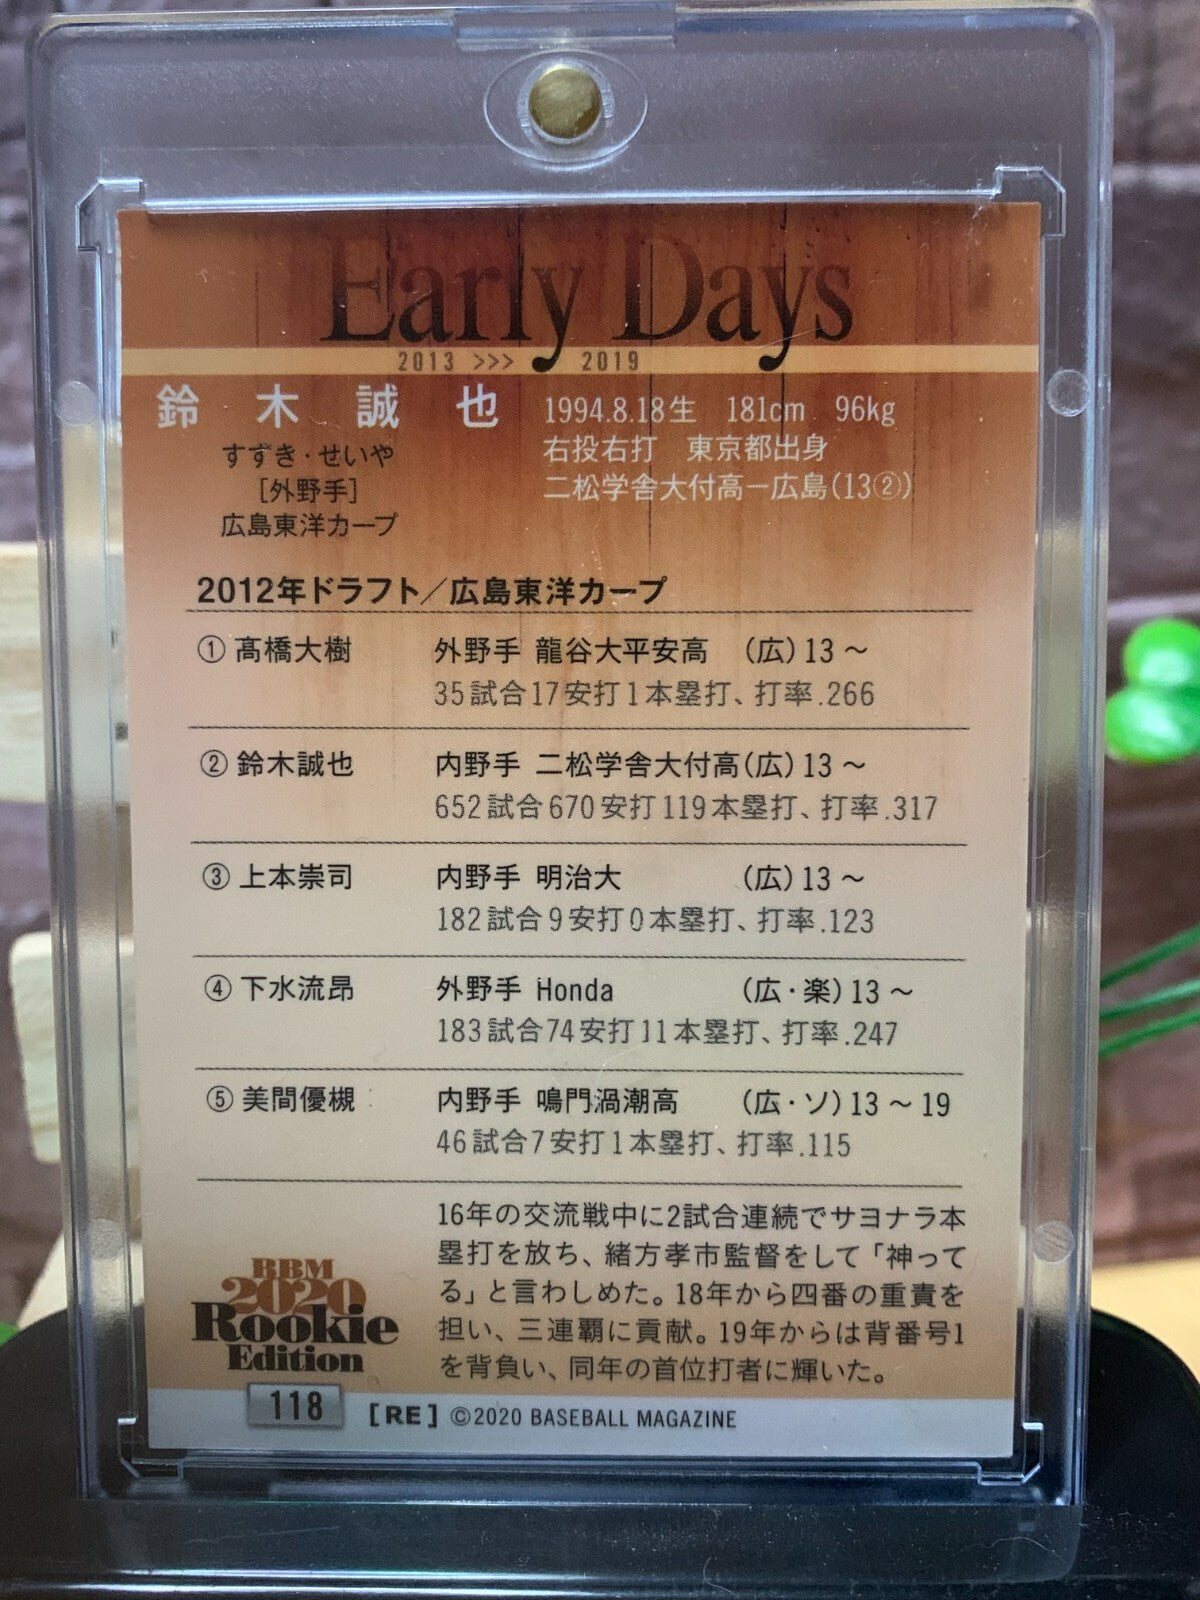 Early Days
2013 >>> 2019
鈴木誠也
すずき・せいや
[外野手]
広島東洋カープ
1994.8.18生 181cm 96kg
右投右打 東京都出身
二松学舎大付高―広島(13②)
2012年ドラフト／広島東洋カープ
① 髙橋大樹 外野手 龍谷大平安高 (広)13～
35試合17安打1本塁打、打率.266
② 鈴木誠也 内野手 二松学舎大付高(広)13～
652試合670安打119本塁打、打率.317
③ 上本崇司 内野手 明治大 (広)13～
182試合9安打0本塁打、打率.123
④ 下水流昂 外野手 Honda (広・楽)13～
183試合74安打11本塁打、打率.247
⑤ 美間優槻 内野手 鳴門渦潮高 (広・ソ)13～19
46試合7安打1本塁打、打率.115
16年の交流戦中に2試合連続でサヨナラ本
塁打を放ち、緒方孝市監督をして「神って
る」と言わしめた。18年から四番の重責を
担い、三連覇に貢献。19年からは背番号1
を背負い、同年の首位打者に輝いた。
BBM
2020
Rookie
Edition
118
[RE] ©2020 BASEBALL MAGAZINE